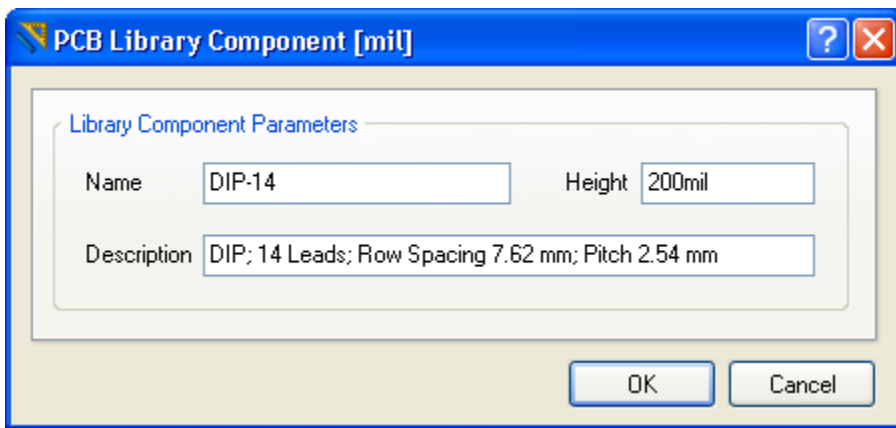 PCB Library Component [mil]
?
Library Component Parameters
Name DIP-14 Height 200mil
Description DIP; 14 Leads; Row Spacing 7.62 mm; Pitch 2.54 mm
OK Cancel